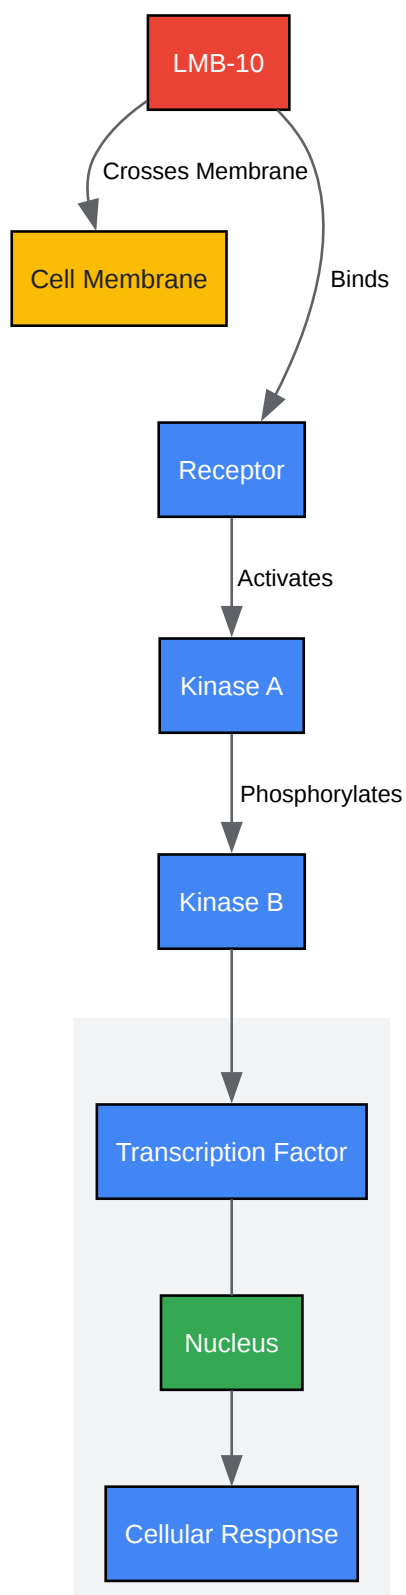 LMB-10
Crosses Membrane
Cell Membrane
Binds
Receptor
Activates
Kinase A
Phosphorylates
Kinase B
Transcription Factor
Nucleus
Cellular Response